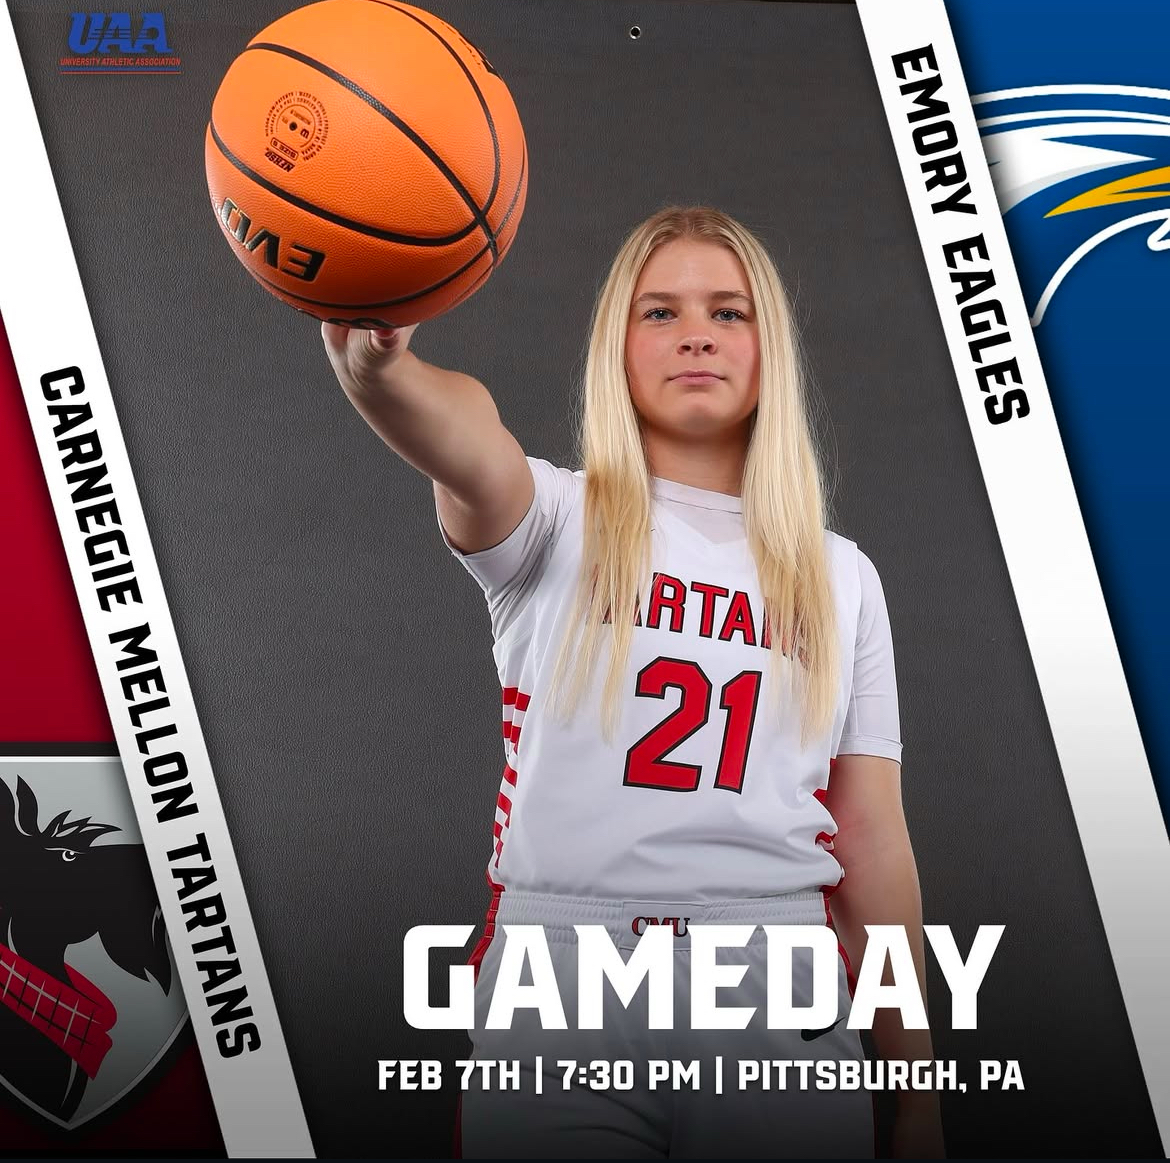 UAA
UNIVERSITY ATHLETIC ASSOCIATION
EMORY EAGLES
CARNEGIE MELLON TARTANS
EVO
21
CMU
GAMEDAY
FEB 7TH | 7:30 PM | PITTSBURGH, PA